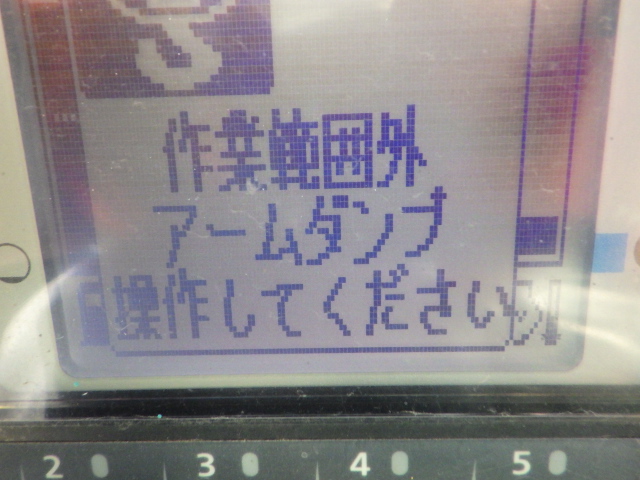 作業範囲外
アームダンプ
操作してください
2 3 4 5